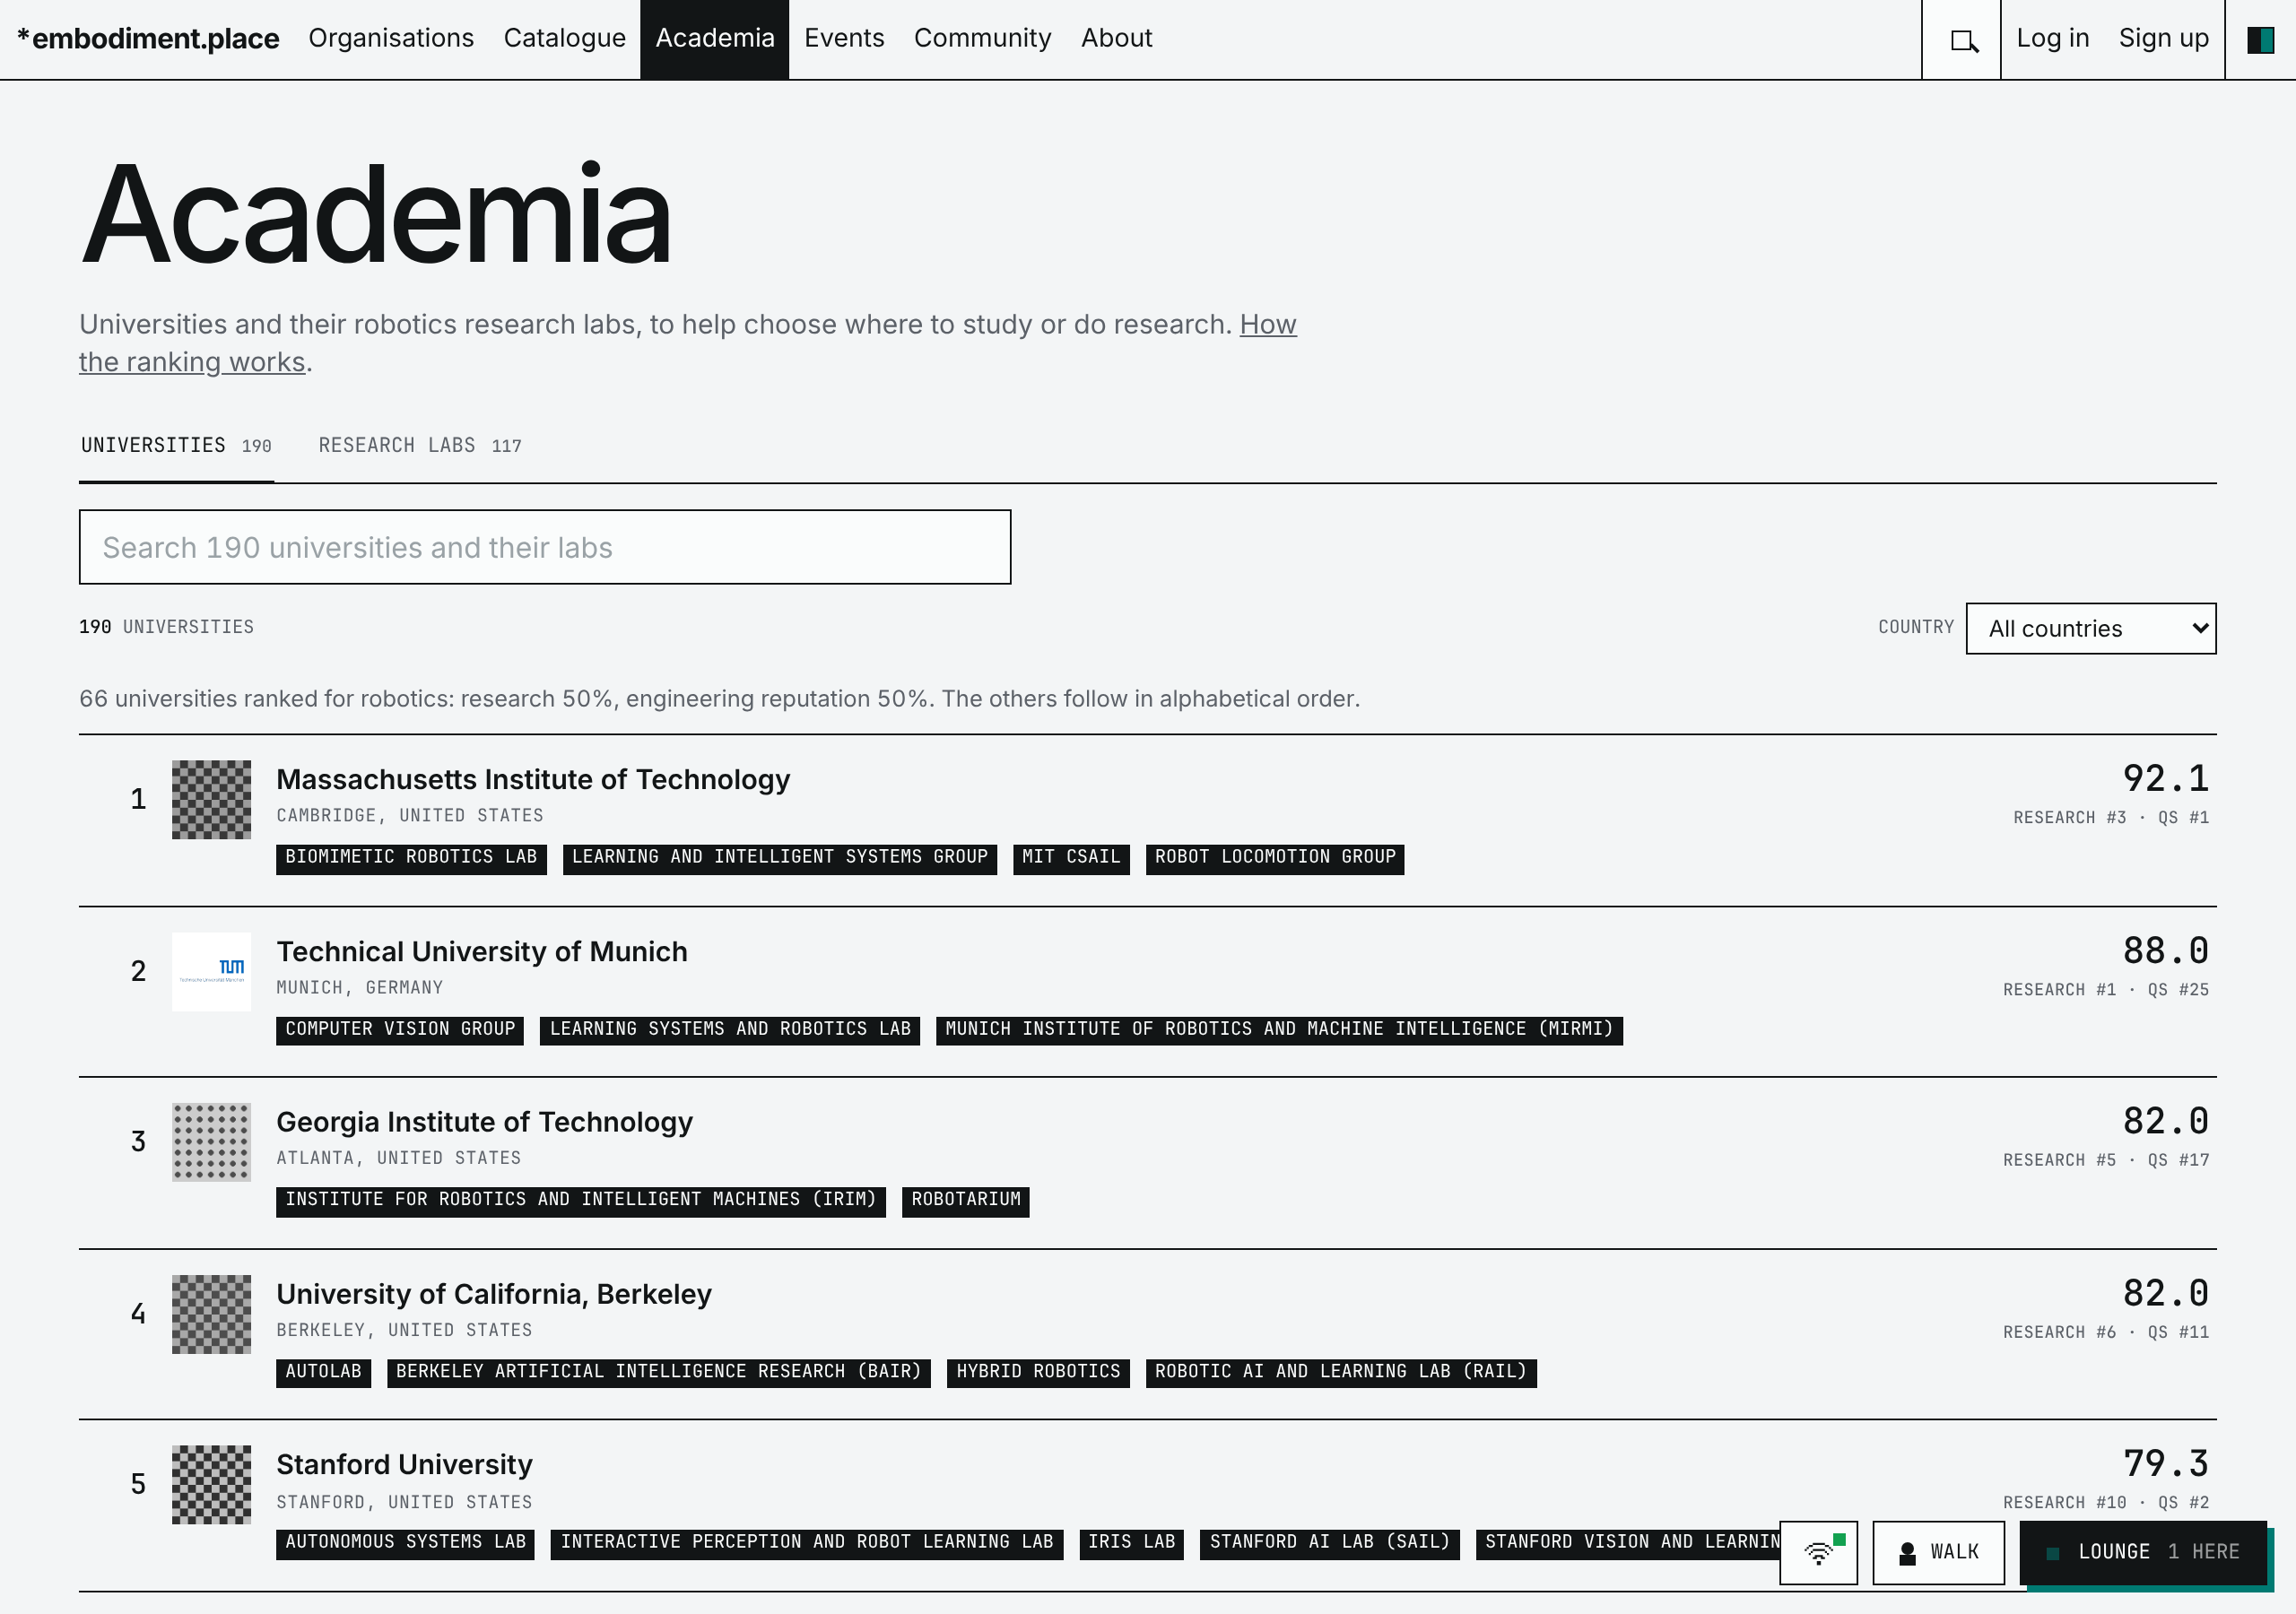 *embodiment.place Organisations Catalogue Academia Events Community About Log in Sign up
Academia
Universities and their robotics research labs, to help choose where to study or do research. How
the ranking works.
UNIVERSITIES 190 RESEARCH LABS 117
Search 190 universities and their labs
190 UNIVERSITIES COUNTRY All countries
66 universities ranked for robotics: research 50%, engineering reputation 50%. The others follow in alphabetical order.
1 Massachusetts Institute of Technology 92.1
CAMBRIDGE, UNITED STATES RESEARCH #3 · QS #1
BIOMIMETIC ROBOTICS LAB LEARNING AND INTELLIGENT SYSTEMS GROUP MIT CSAIL ROBOT LOCOMOTION GROUP
2 TUM Technische Universität München Technical University of Munich 88.0
MUNICH, GERMANY RESEARCH #1 · QS #25
COMPUTER VISION GROUP LEARNING SYSTEMS AND ROBOTICS LAB MUNICH INSTITUTE OF ROBOTICS AND MACHINE INTELLIGENCE (MIRMI)
3 Georgia Institute of Technology 82.0
ATLANTA, UNITED STATES RESEARCH #5 · QS #17
INSTITUTE FOR ROBOTICS AND INTELLIGENT MACHINES (IRIM) ROBOTARIUM
4 University of California, Berkeley 82.0
BERKELEY, UNITED STATES RESEARCH #6 · QS #11
AUTOLAB BERKELEY ARTIFICIAL INTELLIGENCE RESEARCH (BAIR) HYBRID ROBOTICS ROBOTIC AI AND LEARNING LAB (RAIL)
5 Stanford University 79.3
STANFORD, UNITED STATES RESEARCH #10 · QS #2
AUTONOMOUS SYSTEMS LAB INTERACTIVE PERCEPTION AND ROBOT LEARNING LAB IRIS LAB STANFORD AI LAB (SAIL) STANFORD VISION AND LEARNIN
WALK LOUNGE 1 HERE